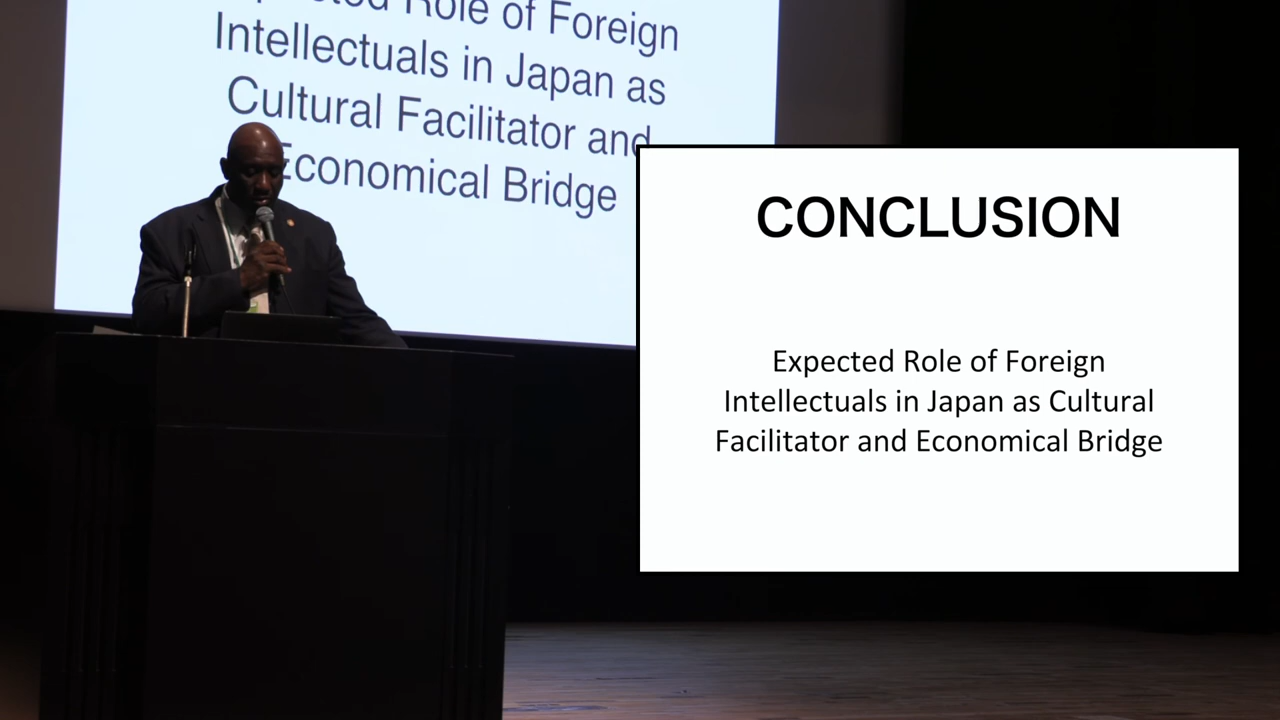 Role of Foreign
Intellectuals in Japan as
Cultural Facilitator and
Economical Bridge
CONCLUSION
Expected Role of Foreign
Intellectuals in Japan as Cultural
Facilitator and Economical Bridge